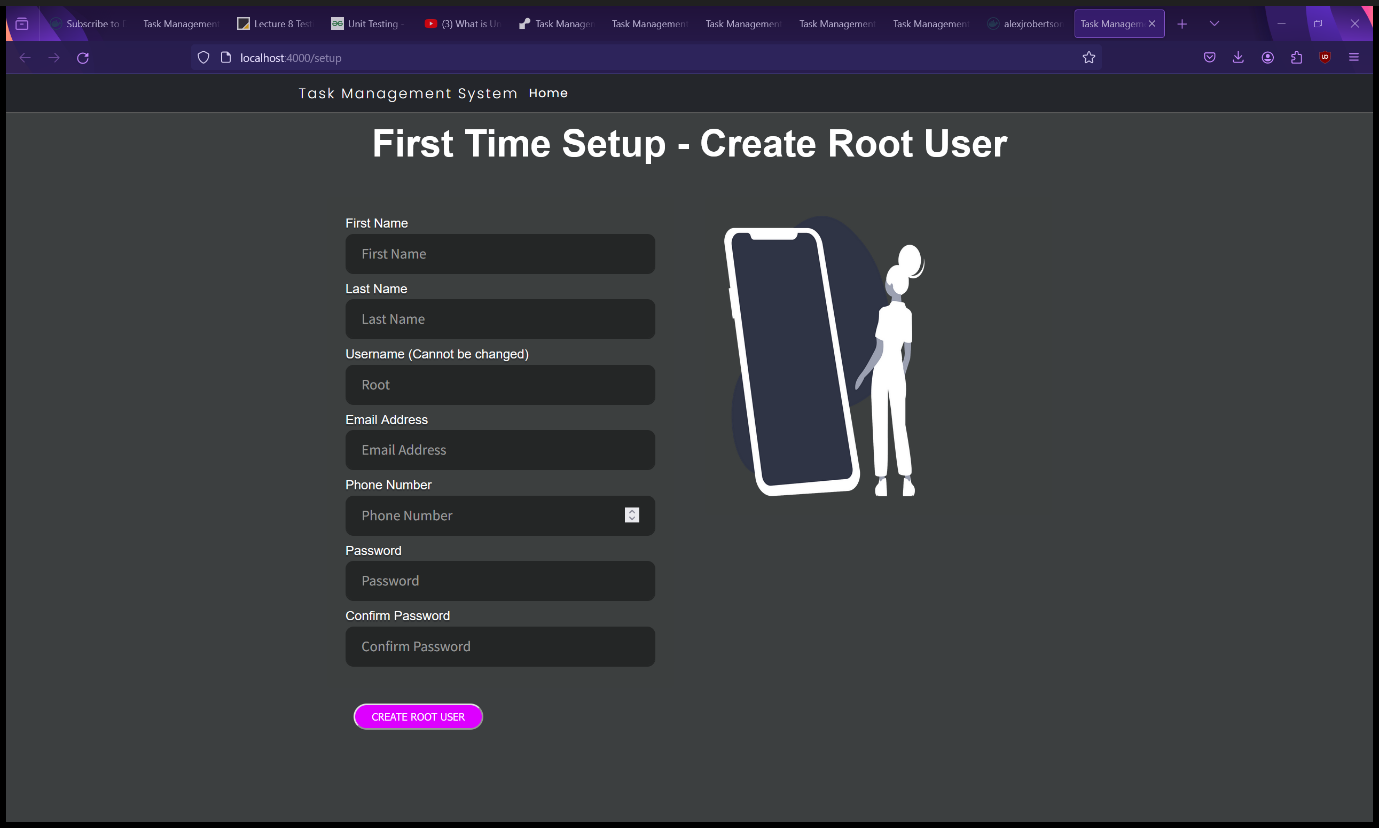 Subscribe to
Task Management
Lecture 8 Test
Unit Testing -
(3) What is Un
Task Manager
Task Management
Task Management
Task Management
Task Management
alexjrobertson
Task Managem
localhost:4000/setup
Task Management System Home
First Time Setup - Create Root User
First Name
First Name
Last Name
Last Name
Username (Cannot be changed)
Root
Email Address
Email Address
Phone Number
Phone Number
Password
Password
Confirm Password
Confirm Password
CREATE ROOT USER